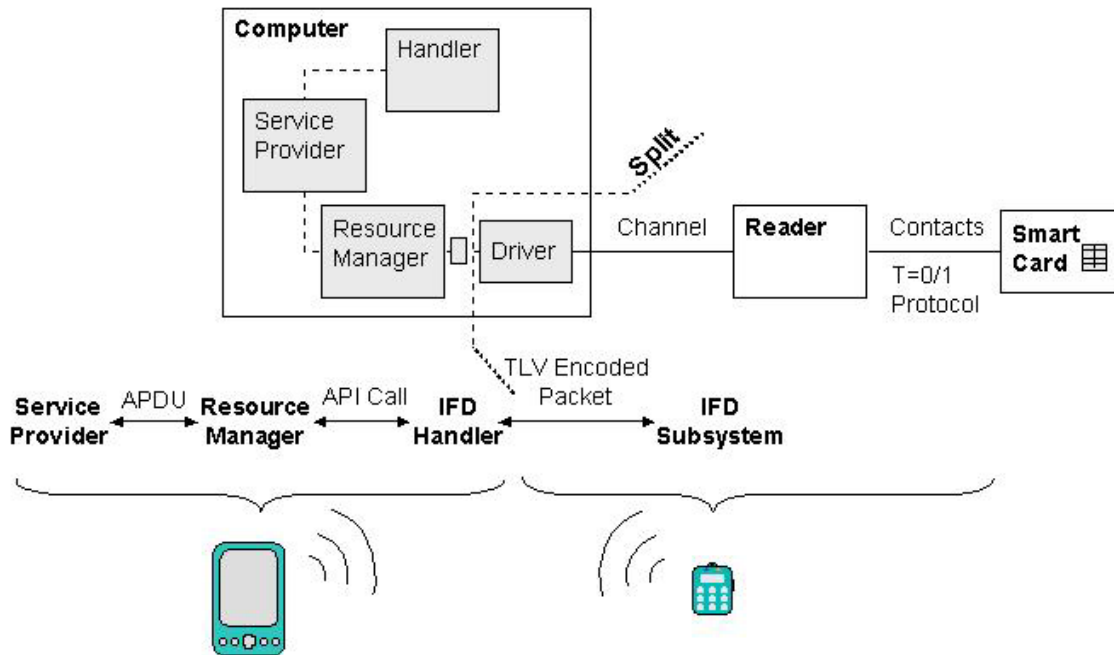 Computer
Handler
Service
Provider
Split
Resource
Manager
Driver
Channel
Reader
Contacts
T=0/1
Protocol
Smart
Card
TLV Encoded
Packet
Service
Provider
APDU
Resource
Manager
API Call
IFD
Handler
IFD
Subsystem